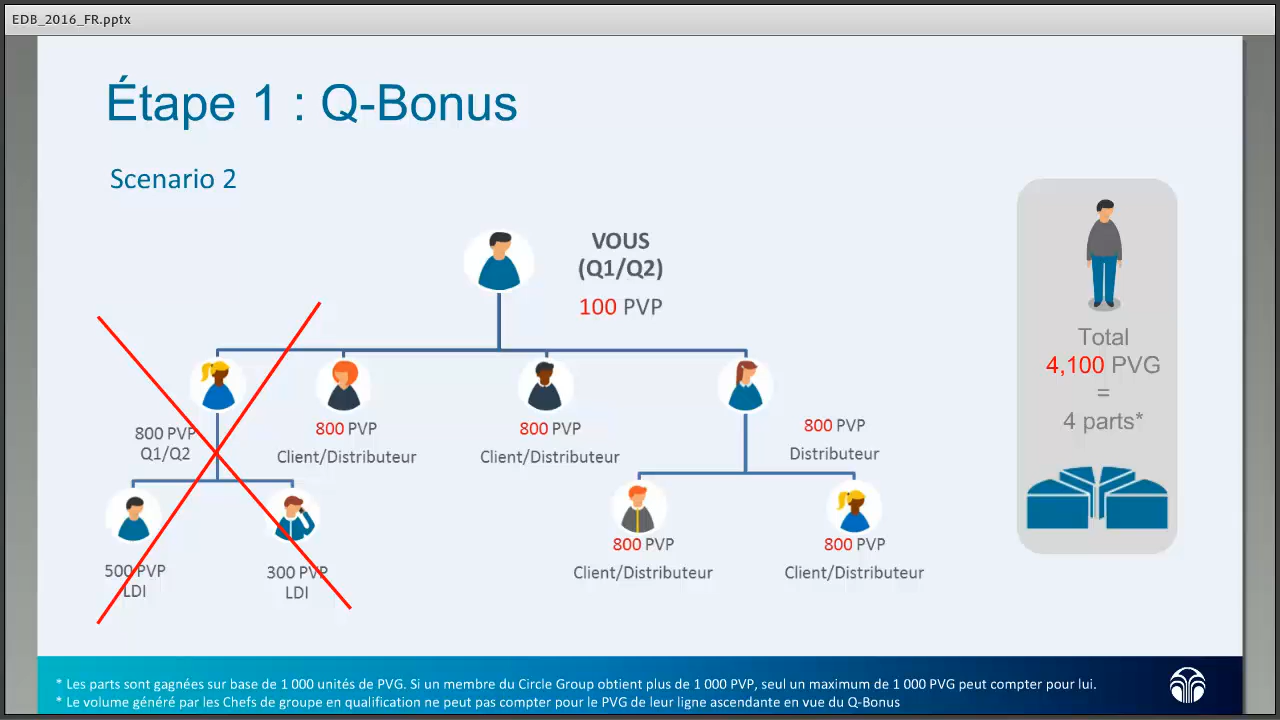 EDB_2016_FR.pptx
Étape 1 : Q-Bonus
Scenario 2
VOUS
(Q1/Q2)
100 PVP
800 PVP
Q1/Q2
800 PVP
Client/Distributeur
800 PVP
Client/Distributeur
800 PVP
Distributeur
500 PVP
LDI
300 PVP
LDI
800 PVP
Client/Distributeur
800 PVP
Client/Distributeur
Total
4,100 PVG
=
4 parts*
* Les parts sont gagnées sur base de 1 000 unités de PVG. Si un membre du Circle Group obtient plus de 1 000 PVP, seul un maximum de 1 000 PVG peut compter pour lui.
* Le volume généré par les Chefs de groupe en qualification ne peut pas compter pour le PVG de leur ligne ascendante en vue du Q-Bonus